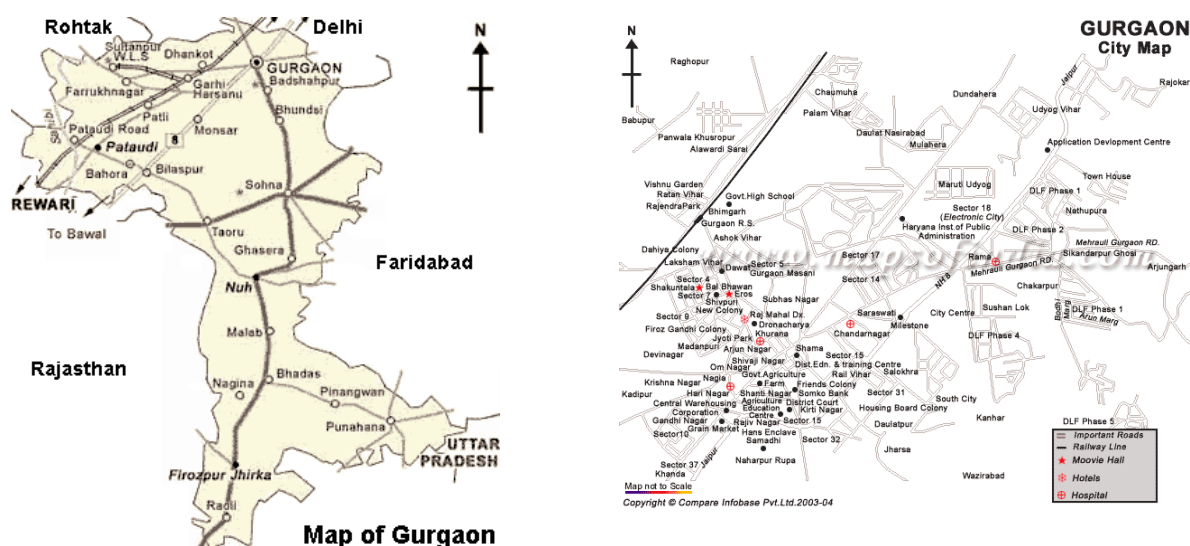 Rohtak
Delhi
N
Sultanpur
W.L.S
Dhankot
GURGAON
Badshahpur
Farrukhnagar
Garhi
Harsaru
Bhundsi
Patli
Sahibi
Pataudi Road
Monsar
8
Pataudi
Bahora
Bilaspur
Sohna
REWARI
To Bawal
Taoru
Ghasera
Faridabad
Nuh
Malab
Rajasthan
Nagina
Bhadas
Pinangwan
Punahana
UTTAR
PRADESH
Firozpur Jhirka
Radli
Map of Gurgaon
GURGAON
City Map
N
Raghopur
Jaipur
Chaumuha
Dundahera
Rajokar
Babupur
Palam Vihar
Udyog Vihar
Panwala Khusropur
Daulat Nasirabad
Mulahera
Alawardi Sarai
Application Devlopment Centre
Vishnu Garden
Ratan Vihar
RajendraPark
Govt.High School
Maruti Udyog
Town House
DLF Phase 1
Bhimgarh
Gurgaon R.S.
Sector 18
(Electronic City)
Nathupura
Haryana Inst.of Public
Administration
DLF Phase 2
Ashok Vihar
Dahiya Colony
Mehrauli Gurgaon RD.
Laksham Vihar
Dawat
Sector 5
Gurgaon Masani
Sector 17
Rama
Sikandarpur Ghosi
Mehrauli Gurgaon RD.
Arjungarh
Sector 4
Shakuntala
Bal Bhawan
Sector 7
Eros
Shivpuri
Sector 14
NH 8
Chakarpur
New Colony
Subhas Nagar
Sector 9
Raj Mahal Dx.
Saraswati
City Centre
Sushan Lok
Bodhi Marg
DLF Phase 1
Arun Marg
Firoz Gandhi Colony
Dronacharya
Khurana
Chandarnagar
Milestone
DLF Phase 4
Jyoti Park
Madanpuri
Arjun Nagar
Devinagar
Shivaji Nagar
Shama
Sector 15
Om Nagar
Dist.Edn. & training Centre
Krishna Nagar
Nagla
Govt.Agriculture
Farm
Rail Vihar
Salokhra
Kadipur
Hari Nagar
Shanti Nagar
Friends Colony
Somko Bank
Sector 31
South City
Central Warehousing
Corporation
Agriculture
Education
Centre
District Court
Kirti Nagar
Housing Board Colony
Gandhi Nagar
Grain Market
Rajiv Nagar
Sector 15
Daulatpur
Kanhar
DLF Phase 5
Sector10
Hans Enclave
Samadhi
Sector 32
Jharsa
Jaipur
Naharpur Rupa
Sector 37
Khanda
Wazirabad
Important Roads
Railway Line
Moovie Hall
Hotels
Hospital
Map not to Scale
Copyright © Compare Infobase Pvt.Ltd.2003-04